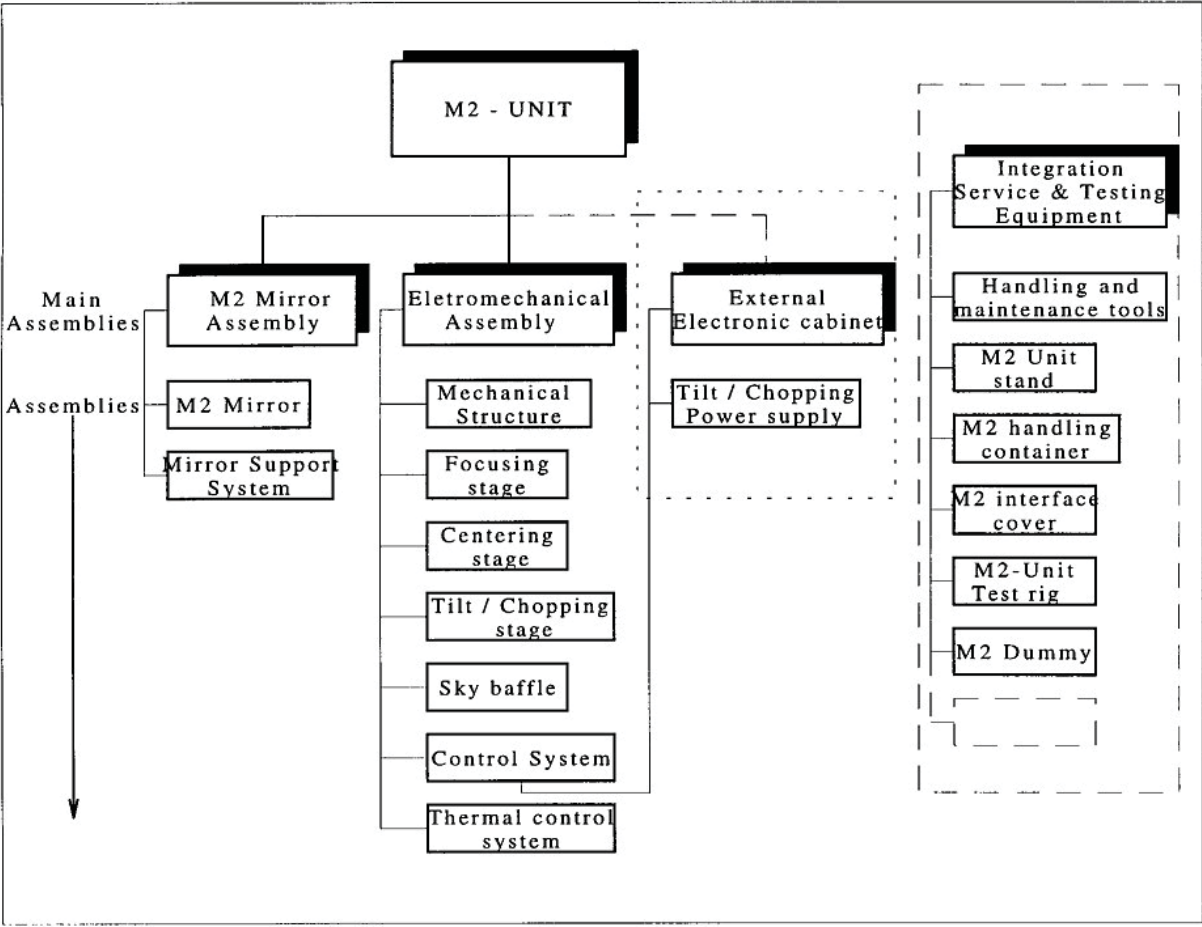 M2 - UNIT
Main
Assemblies
Assemblies
M2 Mirror
Assembly
M2 Mirror
Mirror Support
System
Eletromechanical
Assembly
Mechanical
Structure
Focusing
stage
Centering
stage
Tilt / Chopping
stage
Sky baffle
Control System
Thermal control
system
External
Electronic cabinet
Tilt / Chopping
Power supply
Integration
Service & Testing
Equipment
Handling and
maintenance tools
M2 Unit
stand
M2 handling
container
M2 interface
cover
M2-Unit
Test rig
M2 Dummy